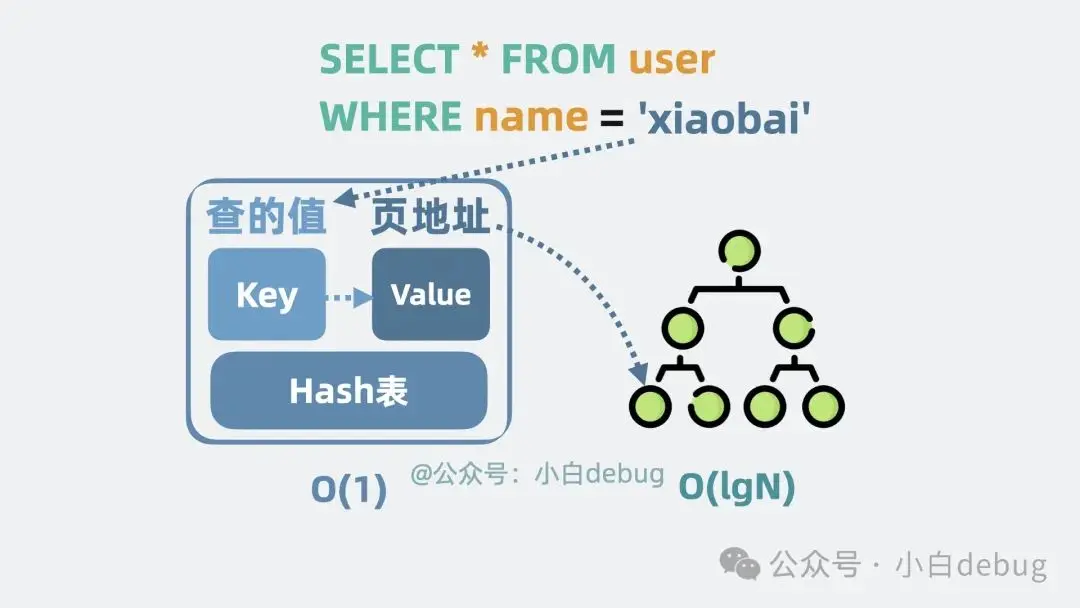 SELECT * FROM user
WHERE name = 'xiaobai'
查的值 页地址
Key Value
Hash表
O(1) @公众号：小白debug O(lgN)
公众号 · 小白debug